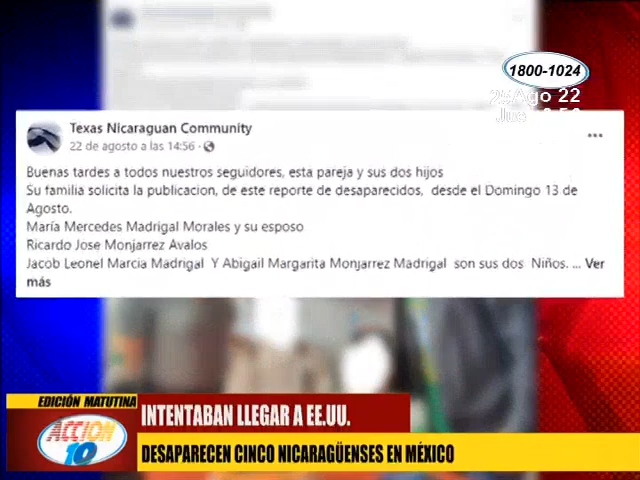 1800-1024
Ago 22
Texas Nicaraguan Community
22 de agosto a las 14:56
Buenas tardes a todos nuestros seguidores, esta pareja y sus dos hijos
Su familia solicita la publicacion, de este reporte de desaparecidos, desde el Domingo 13 de
Agosto.
María Mercedes Madrigal Morales y su esposo
Ricardo Jose Monjarrez Avalos
Jacob Leonel Marcia Madrigal Y Abigail Margarita Monjarrez Madrigal son sus dos Niños. ... Ver
más
EDICIÓN MATUTINA
INTENTABAN LLEGAR A EE.UU.
ACCION
10
DESAPARECEN CINCO NICARAGÜENSES EN MÉXICO